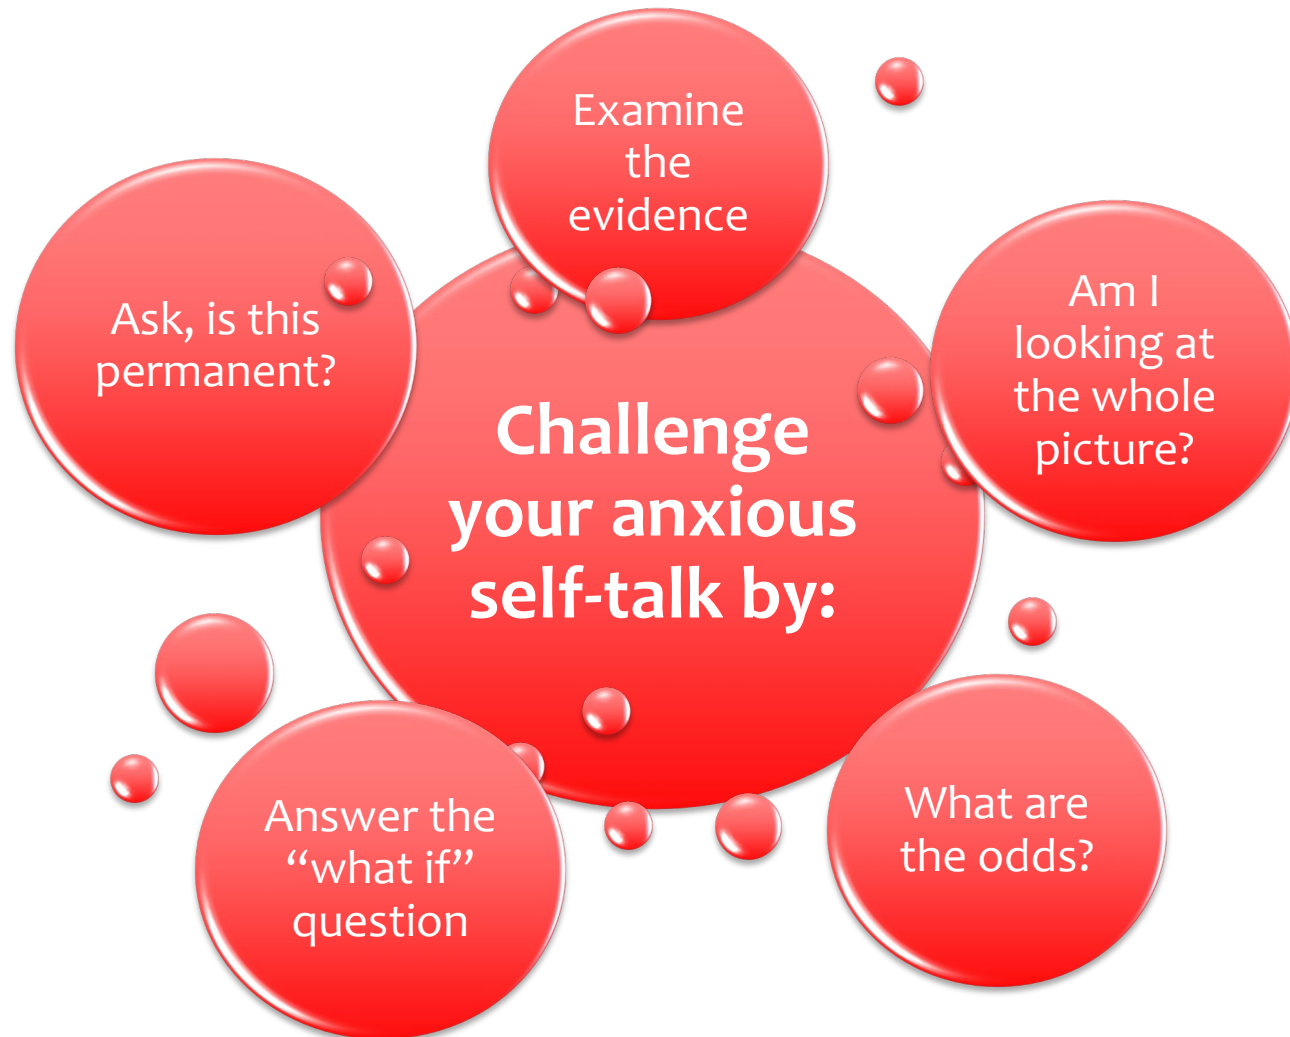 Challenge
your anxious
self-talk by:
Examine
the
evidence
Am I
looking at
the whole
picture?
What are
the odds?
Answer the
“what if”
question
Ask, is this
permanent?